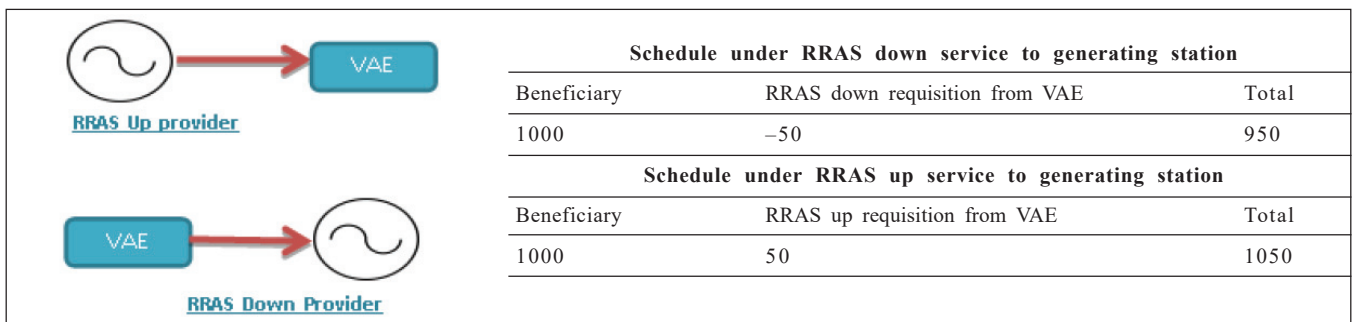 VAE
RRAS Up provider
VAE
RRAS Down Provider
Schedule under RRAS down service to generating station
Beneficiary RRAS down requisition from VAE Total
1000 –50 950
Schedule under RRAS up service to generating station
Beneficiary RRAS up requisition from VAE Total
1000 50 1050